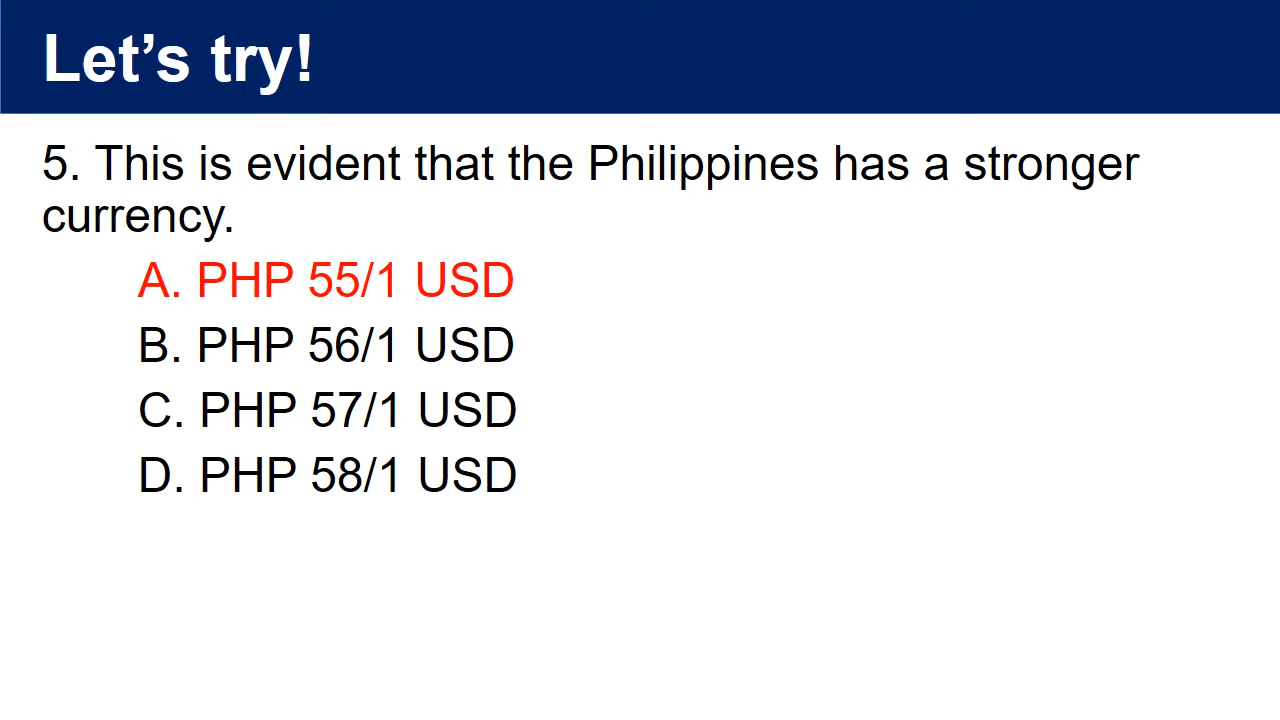 Let’s try!
5. This is evident that the Philippines has a stronger
currency.
A. PHP 55/1 USD
B. PHP 56/1 USD
C. PHP 57/1 USD
D. PHP 58/1 USD